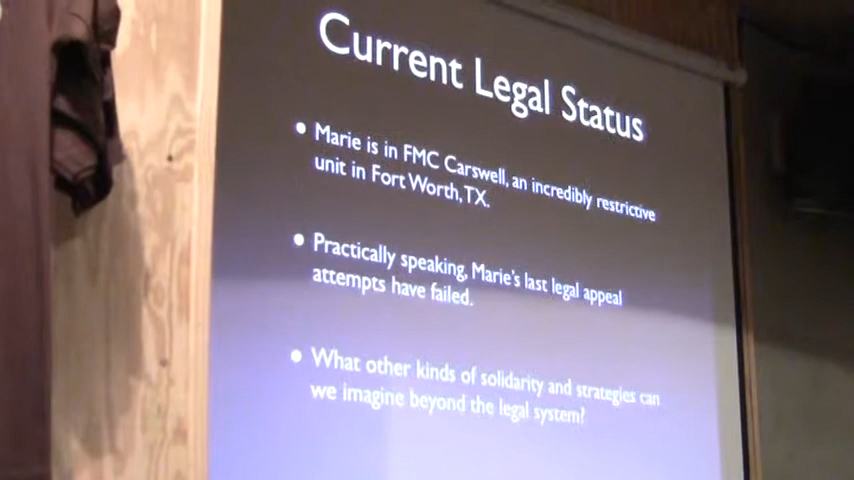 Current Legal Status
• Marie is in FMC Carswell, an incredibly restrictive
unit in Fort Worth, TX.
• Practically speaking, Marie's last legal appeal
attempts have failed.
• What other kinds of solidarity and strategies can
we imagine beyond the legal system?